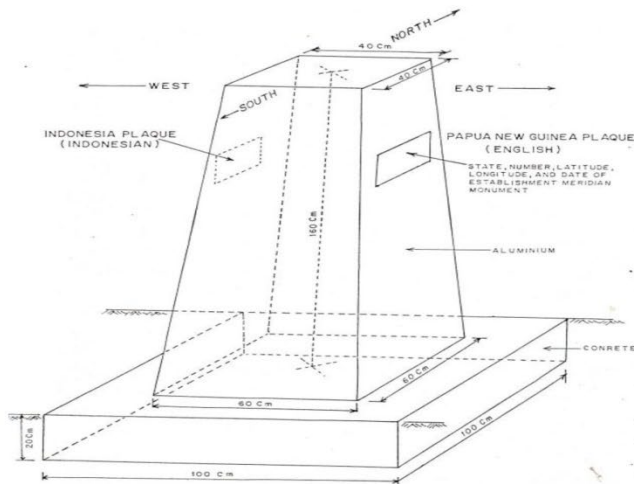 NORTH
40 Cm
40 Cm
WEST
EAST
SOUTH
INDONESIA PLAQUE
(INDONESIAN)
PAPUA NEW GUINEA PLAQUE
(ENGLISH)
STATE, NUMBER, LATITUDE,
LONGITUDE, AND DATE OF
ESTABLISHMENT MERIDIAN
MONUMENT
160 Cm
ALUMINIUM
CONRETE
60 Cm
60 Cm
20 Cm
100 Cm
100 Cm